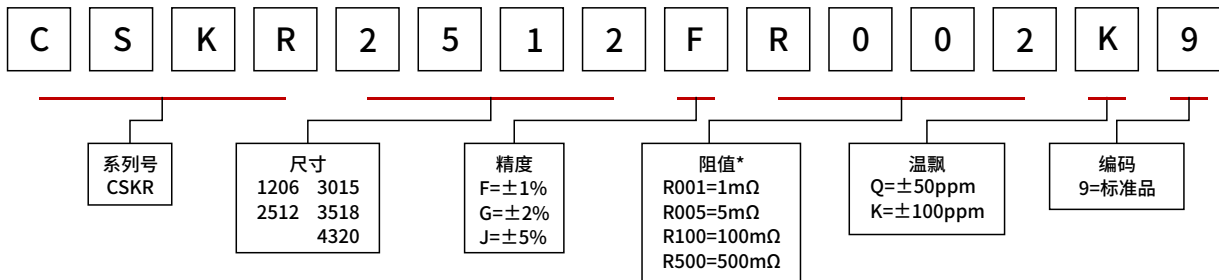 C S K R 2 5 1 2 F R 0 0 2 K 9
系列号
CSKR
尺寸
1206 3015
2512 3518
4320
精度
F=±1%
G=±2%
J=±5%
阻值*
R001=1mΩ
R005=5mΩ
R100=100mΩ
R500=500mΩ
温飘
Q=±50ppm
K=±100ppm
编码
9=标准品